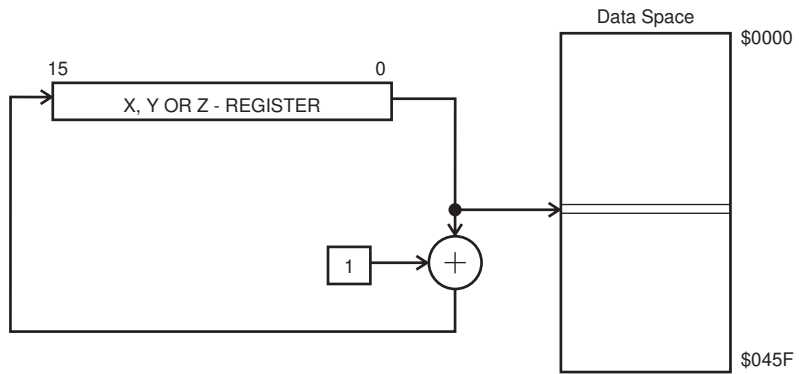 Data Space
$0000
15 0
X, Y OR Z - REGISTER
1
+
$045F